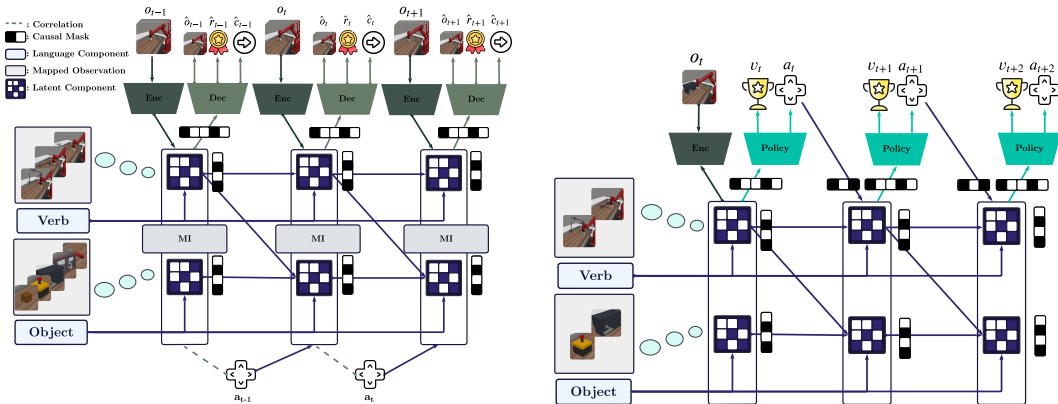 : Correlation
: Causal Mask
: Language Component
: Mapped Observation
: Latent Component
o_{t-1} ô_{t-1} r̂_{t-1} ĉ_{t-1} o_t ô_t r̂_t ĉ_t o_{t+1} ô_{t+1} r̂_{t+1} ĉ_{t+1}
Enc Dec Enc Dec Enc Dec
Verb
MI MI MI
Object
a_{t-1} a_t
o_t v_t a_t v_{t+1} a_{t+1} v_{t+2} a_{t+2}
Enc Policy Policy Policy
Verb
Object